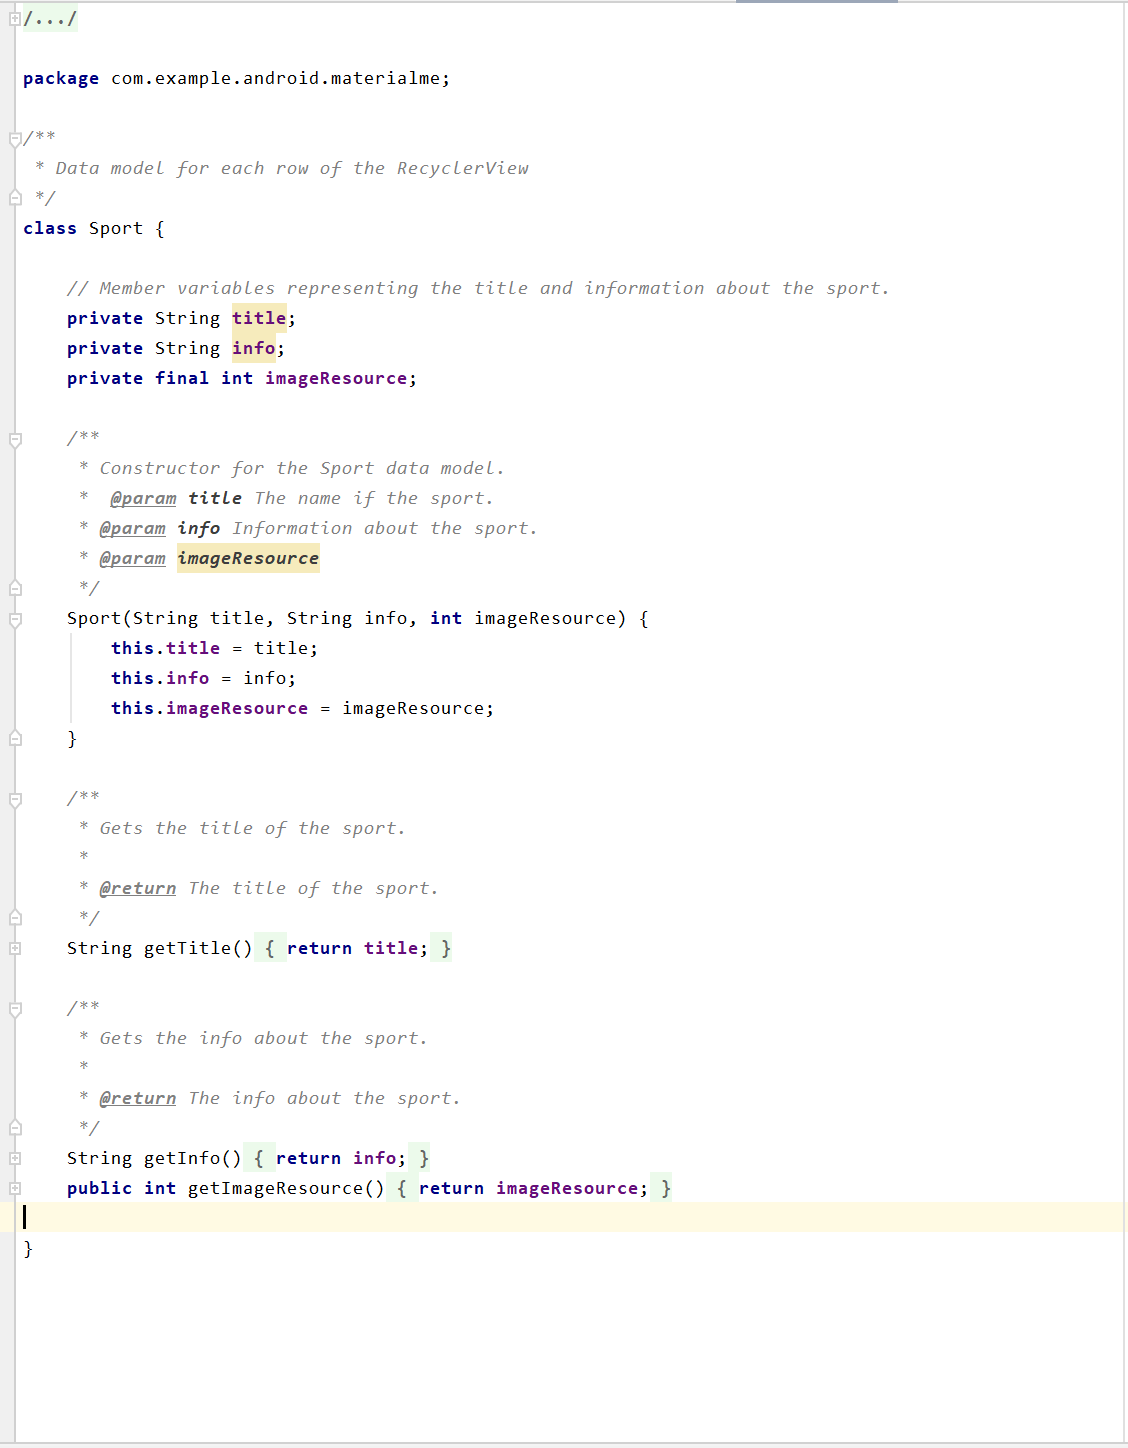 /.../
package com.example.android.materialme;
/**
 * Data model for each row of the RecyclerView
 */
class Sport {
    // Member variables representing the title and information about the sport.
    private String title;
    private String info;
    private final int imageResource;
    /**
     * Constructor for the Sport data model.
     *  @param title The name if the sport.
     * @param info Information about the sport.
     * @param imageResource
     */
    Sport(String title, String info, int imageResource) {
        this.title = title;
        this.info = info;
        this.imageResource = imageResource;
    }
    /**
     * Gets the title of the sport.
     *
     * @return The title of the sport.
     */
    String getTitle() { return title; }
    /**
     * Gets the info about the sport.
     *
     * @return The info about the sport.
     */
    String getInfo() { return info; }
    public int getImageResource() { return imageResource; }
}